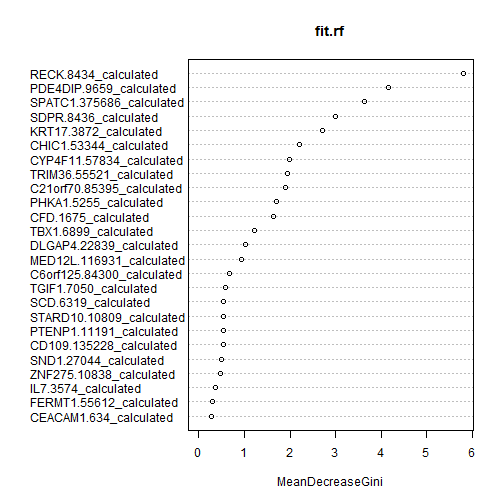 fit.rf
RECK.8434_calculated
PDE4DIP.9659_calculated
SPATC1.375686_calculated
SDPR.8436_calculated
KRT17.3872_calculated
CHIC1.53344_calculated
CYP4F11.57834_calculated
TRIM36.55521_calculated
C21orf70.85395_calculated
PHKA1.5255_calculated
CFD.1675_calculated
TBX1.6899_calculated
DLGAP4.22839_calculated
MED12L.116931_calculated
C6orf125.84300_calculated
TGIF1.7050_calculated
SCD.6319_calculated
STARD10.10809_calculated
PTENP1.11191_calculated
CD109.135228_calculated
SND1.27044_calculated
ZNF275.10838_calculated
IL7.3574_calculated
FERMT1.55612_calculated
CEACAM1.634_calculated
0 1 2 3 4 5 6
MeanDecreaseGini